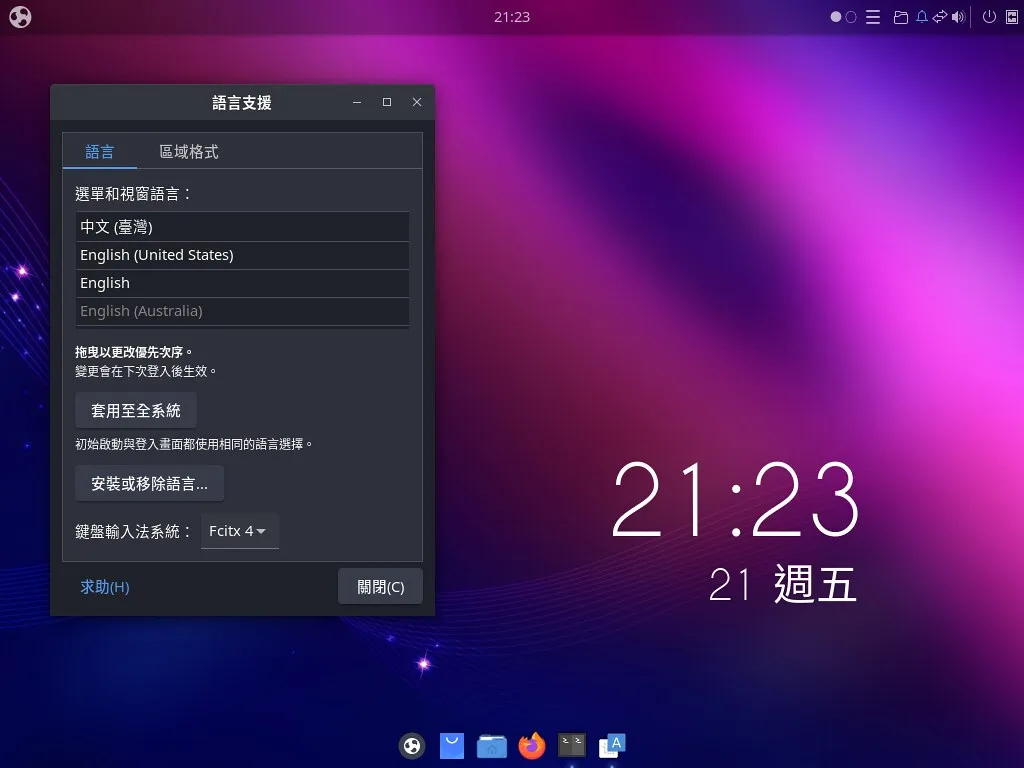 21:23
語言支援
語言 區域格式
選單和視窗語言：
中文 (臺灣)
English (United States)
English
English (Australia)
拖曳以更改優先次序。
變更會在下次登入後生效。
套用至全系統
初始啟動與登入畫面都使用相同的語言選擇。
安裝或移除語言...
鍵盤輸入法系統： Fcitx 4
求助(H) 關閉(C)
21:23
21 週五
A